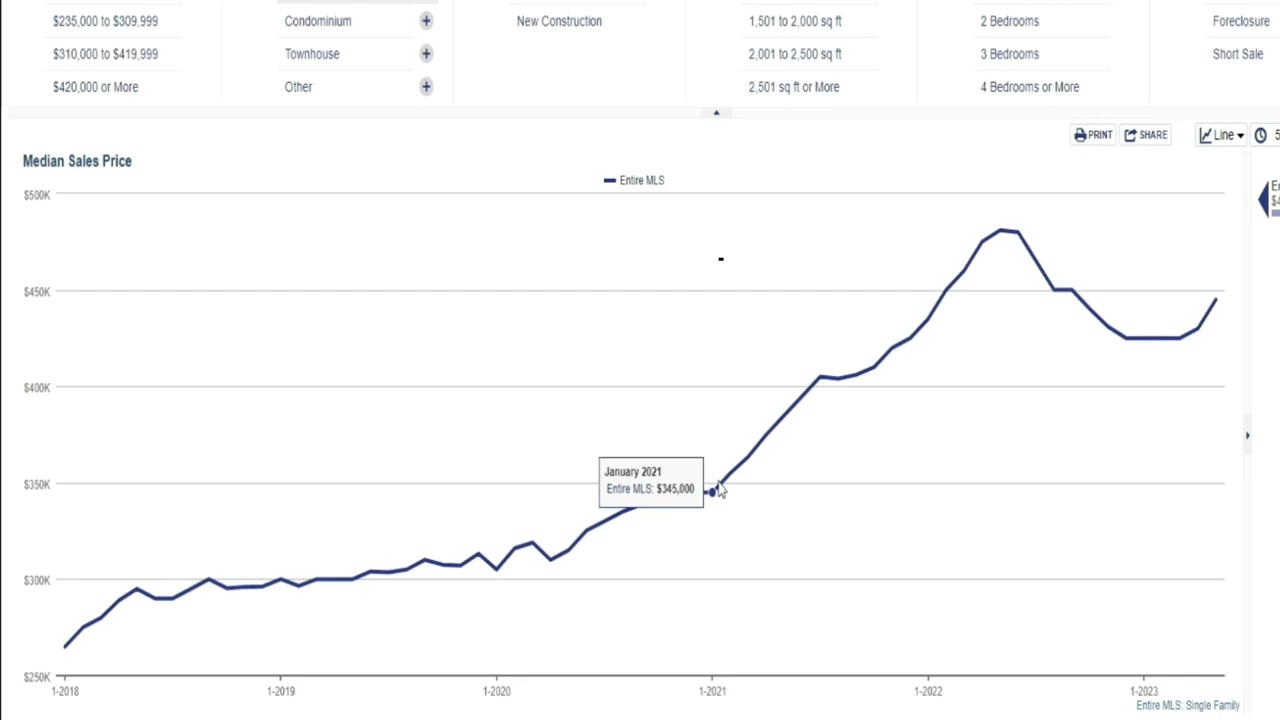 $235,000 to $309,999 Condominium + New Construction 1,501 to 2,000 sq ft 2 Bedrooms Foreclosure
$310,000 to $419,999 Townhouse + 2,001 to 2,500 sq ft 3 Bedrooms Short Sale
$420,000 or More Other + 2,501 sq ft or More 4 Bedrooms or More
PRINT SHARE Line 5
Median Sales Price
Entire MLS
$500K
$450K
$400K
$350K
$300K
$250K
January 2021
Entire MLS: $345,000
1-2018 1-2019 1-2020 1-2021 1-2022 1-2023
Entire MLS: Single Family